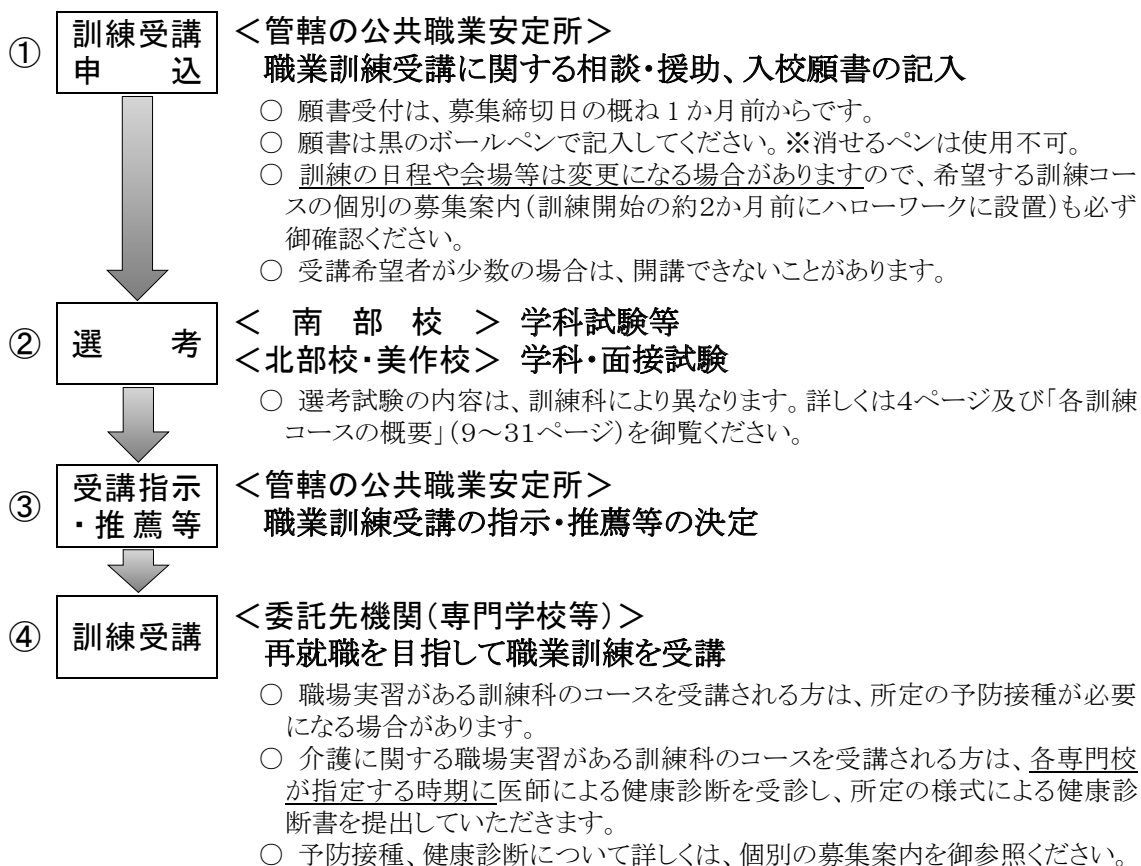 ① 訓練受講申込
＜管轄の公共職業安定所＞
職業訓練受講に関する相談・援助、入校願書の記入
○ 願書受付は、募集締切日の概ね1か月前からです。
○ 願書は黒のボールペンで記入してください。※消せるペンは使用不可。
○ 訓練の日程や会場等は変更になる場合がありますので、希望する訓練コー
スの個別の募集案内（訓練開始の約2か月前にハローワークに設置）も必ず
御確認ください。
○ 受講希望者が少数の場合は、開講できないことがあります。
② 選考
＜ 南 部 校 ＞ 学科試験等
＜北部校・美作校＞ 学科・面接試験
○ 選考試験の内容は、訓練科により異なります。詳しくは4ページ及び「各訓練
コースの概要」（9～31ページ）を御覧ください。
③ 受講指示・推薦等
＜管轄の公共職業安定所＞
職業訓練受講の指示・推薦等の決定
④ 訓練受講
＜委託先機関（専門学校等）＞
再就職を目指して職業訓練を受講
○ 職場実習がある訓練科のコースを受講される方は、所定の予防接種が必要
になる場合があります。
○ 介護に関する職場実習がある訓練科のコースを受講される方は、各専門校
が指定する時期に医師による健康診断を受診し、所定の様式による健康診
断書を提出していただきます。
○ 予防接種、健康診断について詳しくは、個別の募集案内を御参照ください。